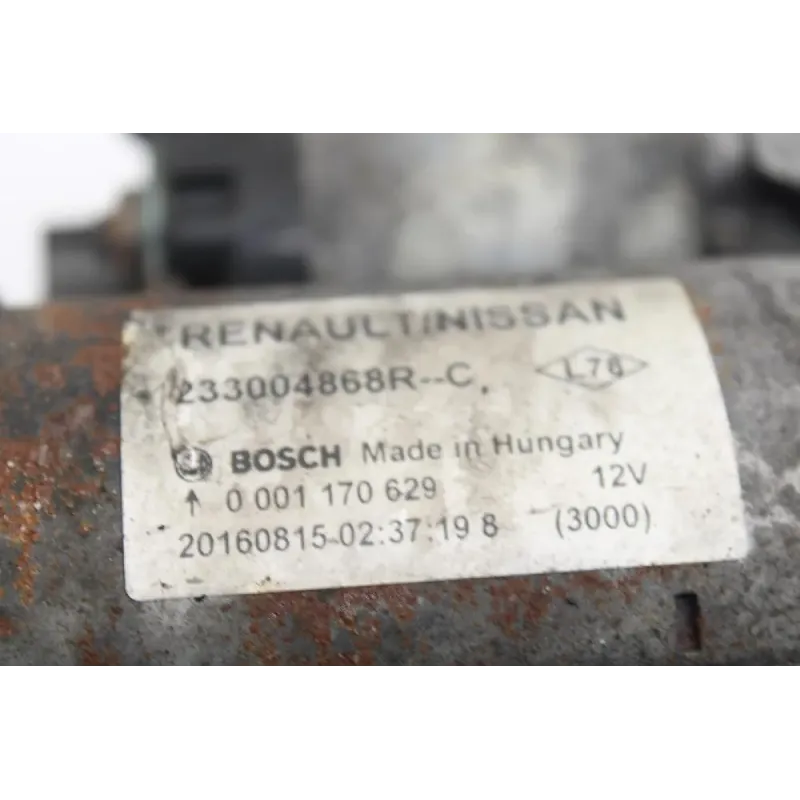 RENAULT/NISSAN
233004868R--C.
L76
BOSCH Made in Hungary
0 001 170 629 12V
20160815-02:37:19 8 (3000)